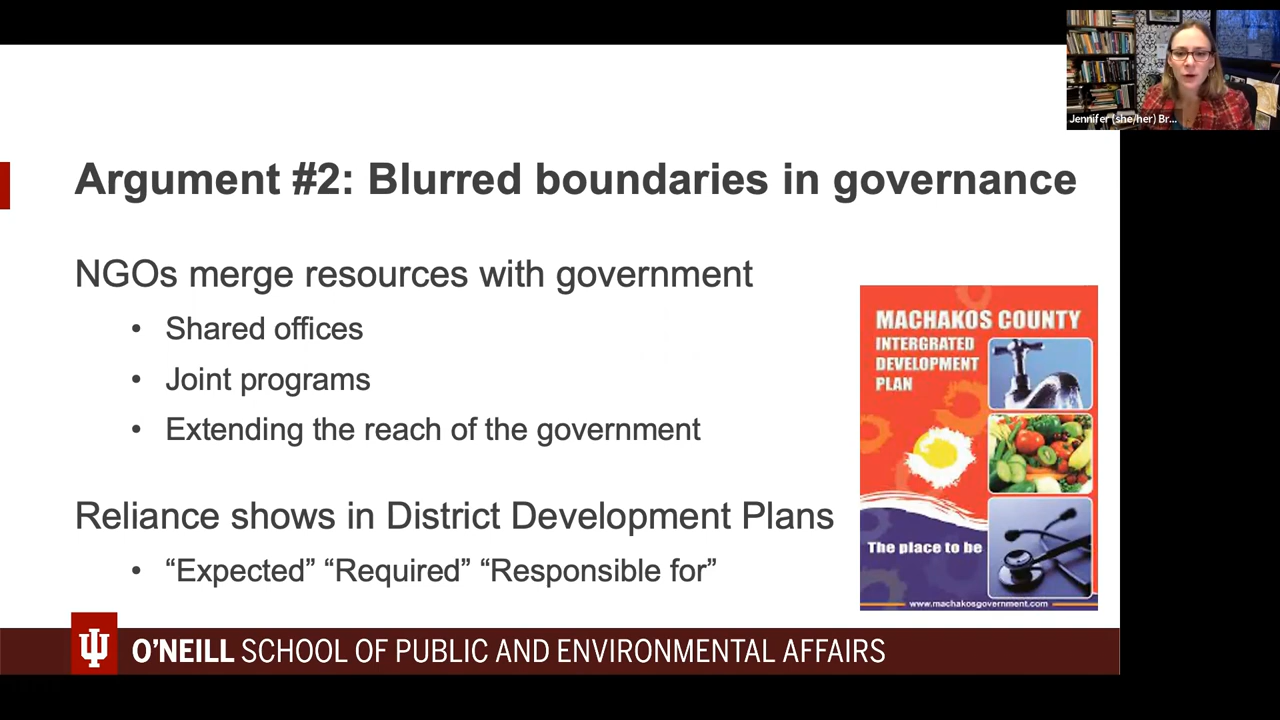 Jennifer (she/her) Br...
Argument #2: Blurred boundaries in governance
NGOs merge resources with government
• Shared offices
• Joint programs
• Extending the reach of the government
Reliance shows in District Development Plans
• “Expected” “Required” “Responsible for”
MACHAKOS COUNTY
INTERGRATED
DEVELOPMENT
PLAN
The place to be
www.machakosgovernment.com
O’NEILL SCHOOL OF PUBLIC AND ENVIRONMENTAL AFFAIRS